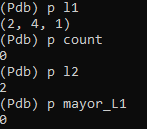 (Pdb) p l1
(2, 4, 1)
(Pdb) p count
0
(Pdb) p l2
2
(Pdb) p mayor_L1
0